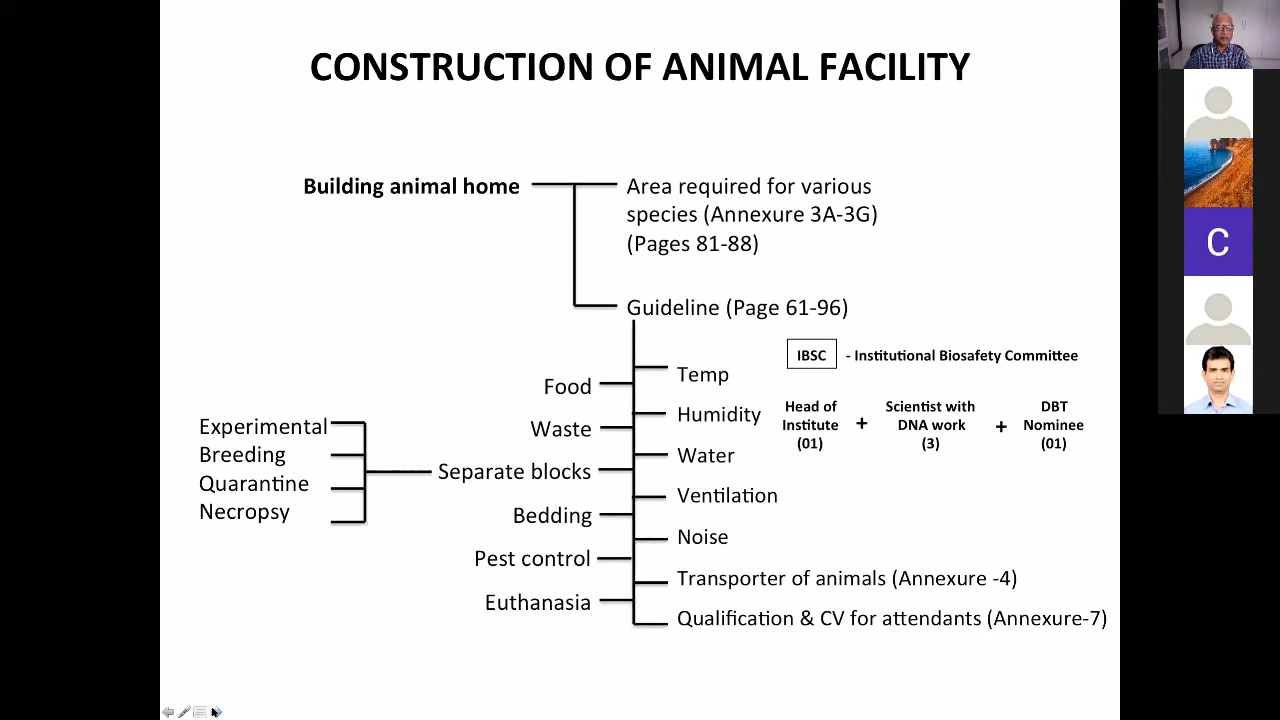 CONSTRUCTION OF ANIMAL FACILITY
Building animal home
Area required for various
species (Annexure 3A-3G)
(Pages 81-88)
Guideline (Page 61-96)
IBSC
- Institutional Biosafety Committee
Head of
Institute
(01)
+
Scientist with
DNA work
(3)
+
DBT
Nominee
(01)
Food
Waste
Separate blocks
Bedding
Pest control
Euthanasia
Experimental
Breeding
Quarantine
Necropsy
Temp
Humidity
Water
Ventilation
Noise
Transporter of animals (Annexure -4)
Qualification & CV for attendants (Annexure-7)
C